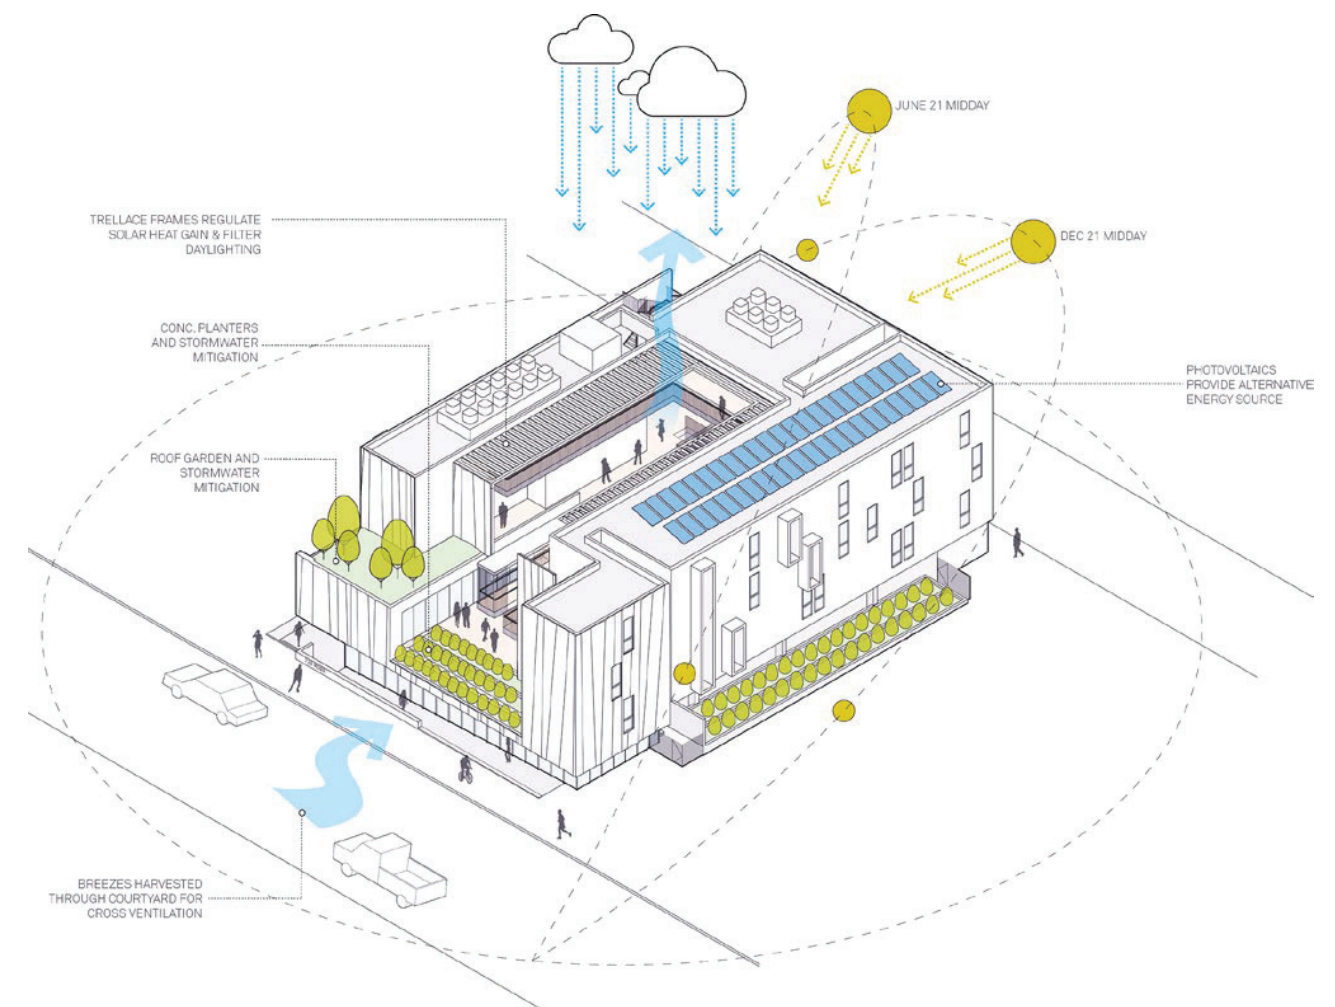 JUNE 21 MIDDAY
TRELLACE FRAMES REGULATE
SOLAR HEAT GAIN & FILTER
DAYLIGHTING
DEC 21 MIDDAY
CONC. PLANTERS
AND STORMWATER
MITIGATION
PHOTOVOLTAICS
PROVIDE ALTERNATIVE
ENERGY SOURCE
ROOF GARDEN AND
STORMWATER
MITIGATION
BREEZES HARVESTED
THROUGH COURTYARD FOR
CROSS VENTILATION